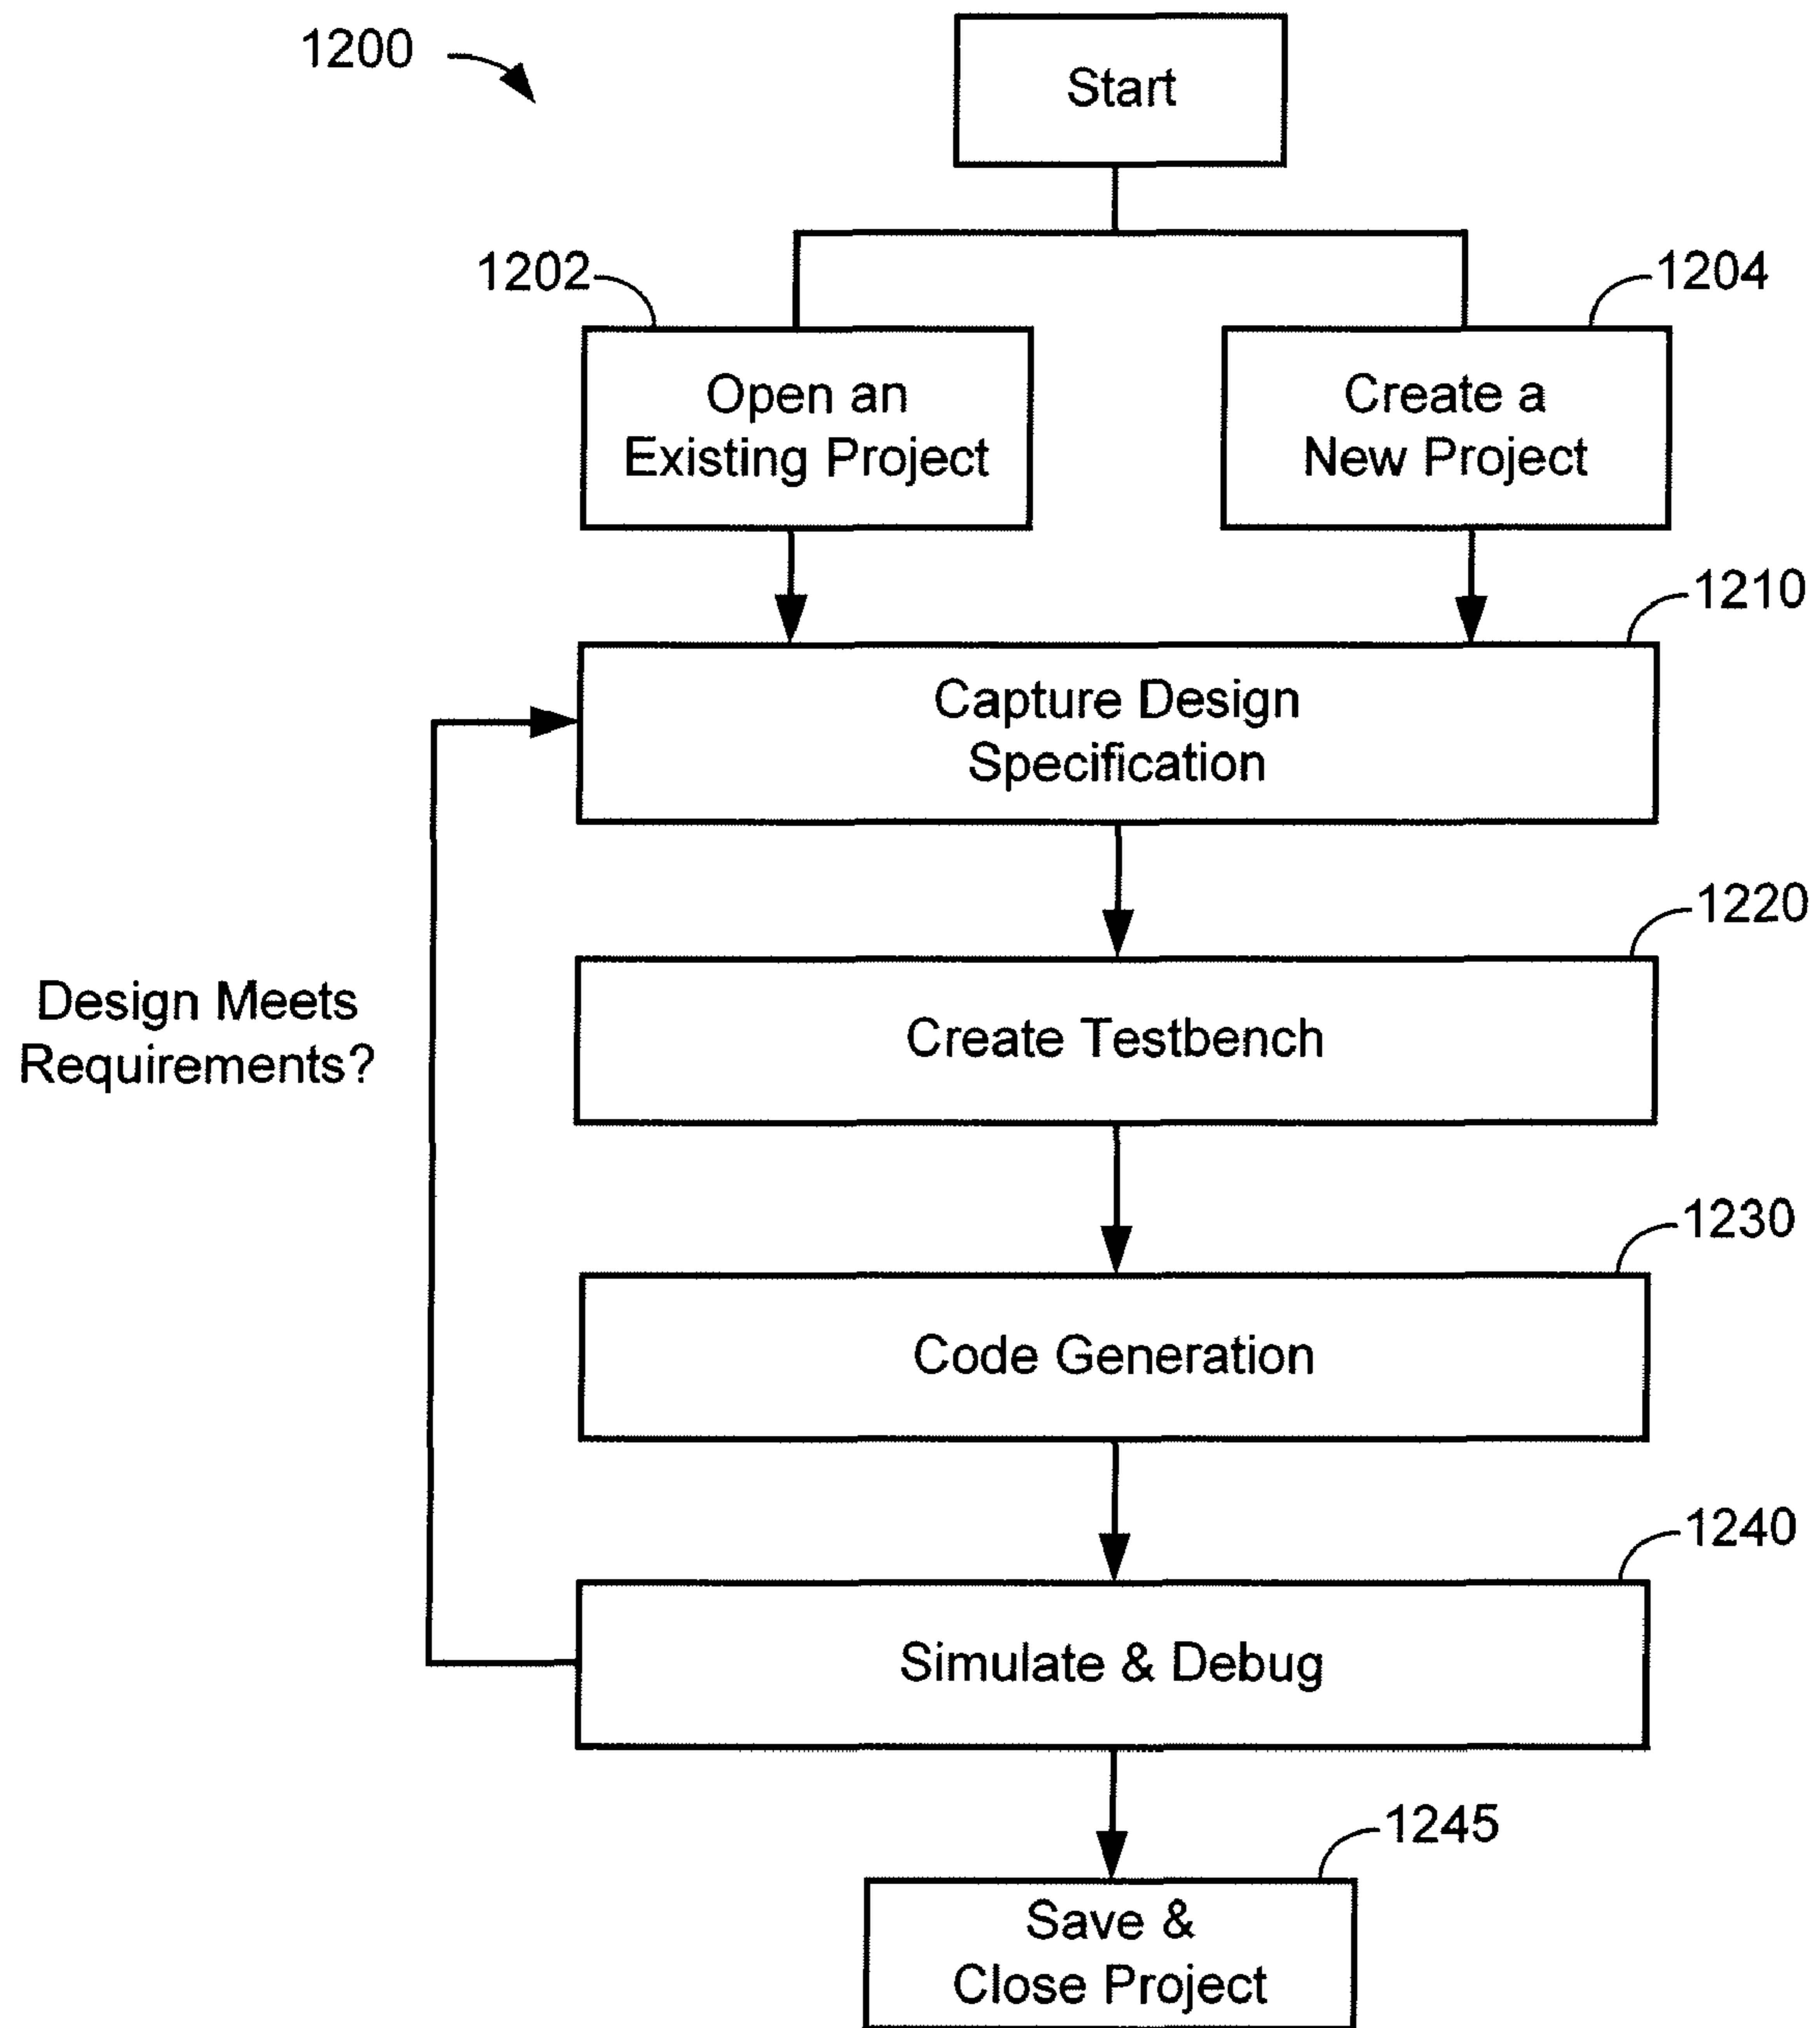 1200
Start
1202
1204
Open an
Existing Project
Create a
New Project
1210
Capture Design
Specification
1220
Design Meets
Requirements?
Create Testbench
1230
Code Generation
1240
Simulate & Debug
1245
Save &
Close Project